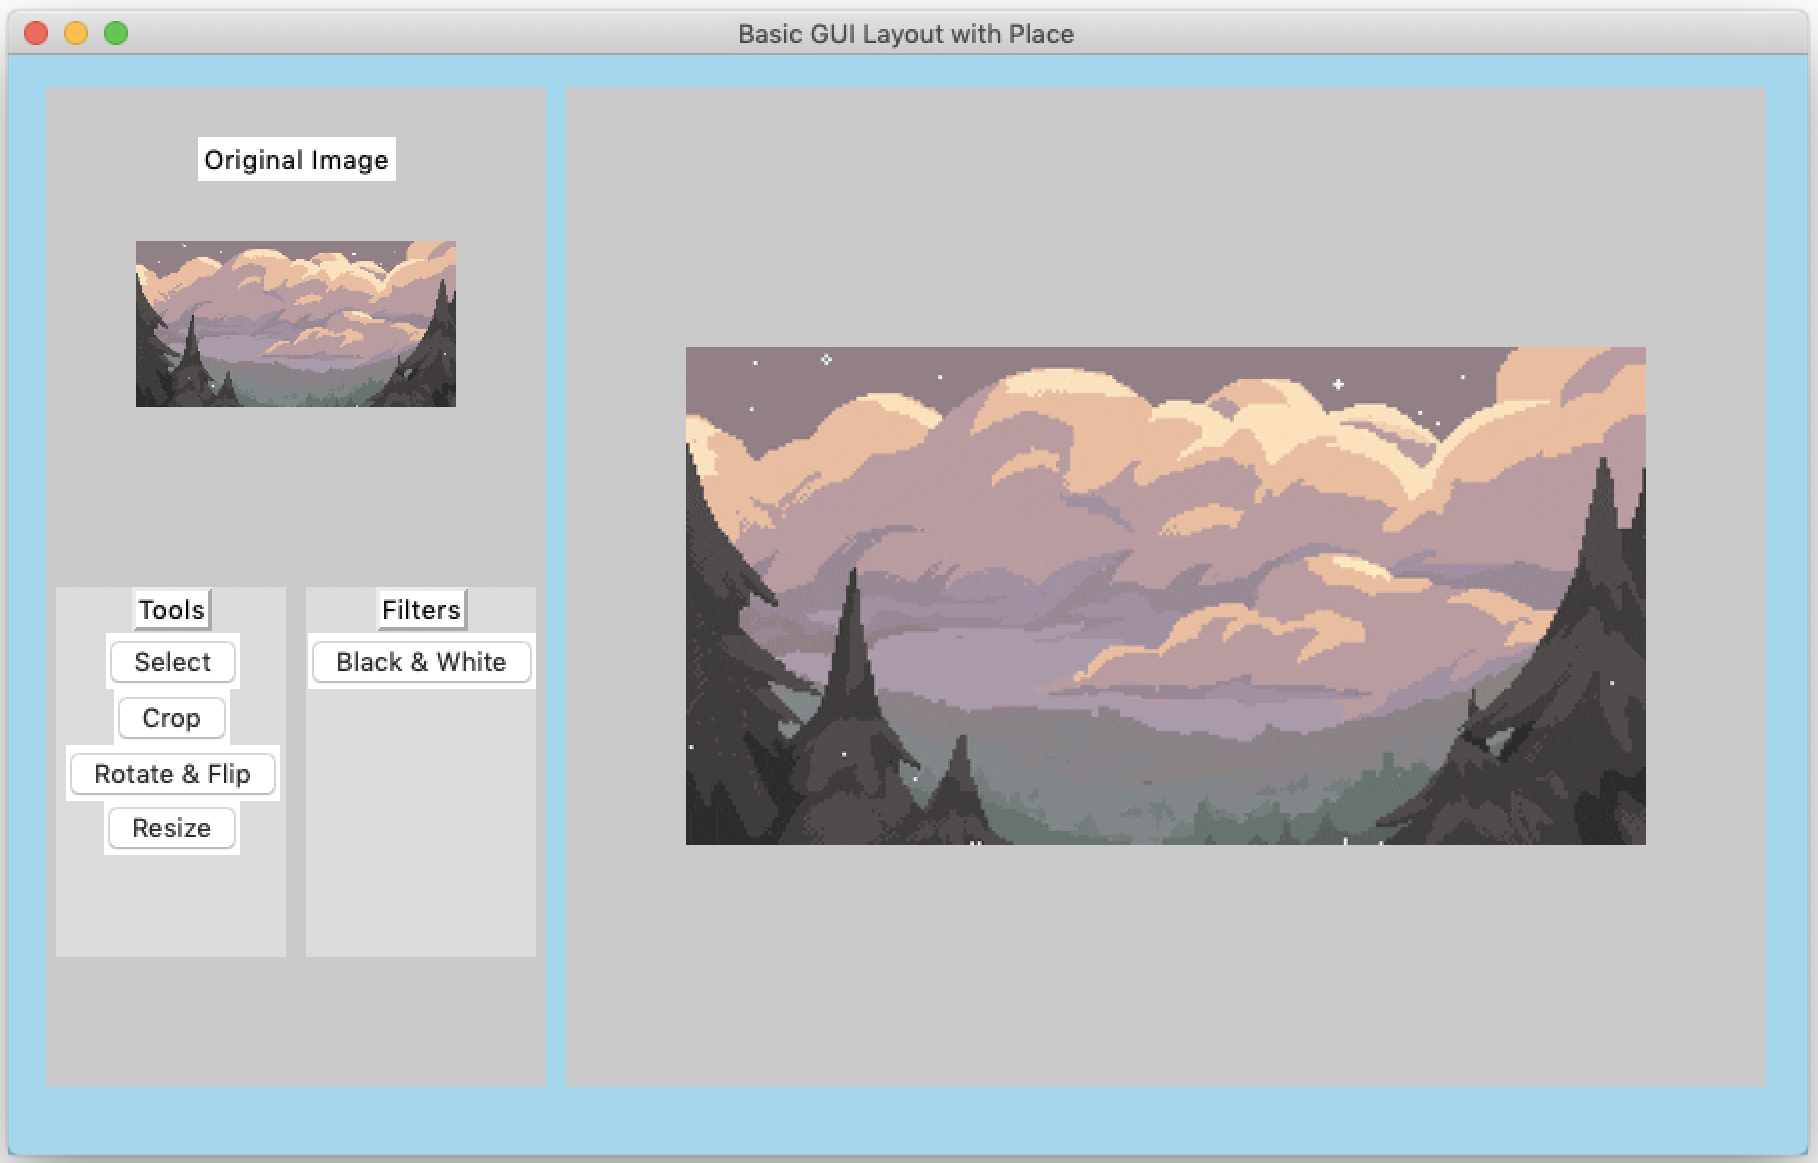 Basic GUI Layout with Place
Original Image
Tools
Select
Crop
Rotate & Flip
Resize
Filters
Black & White